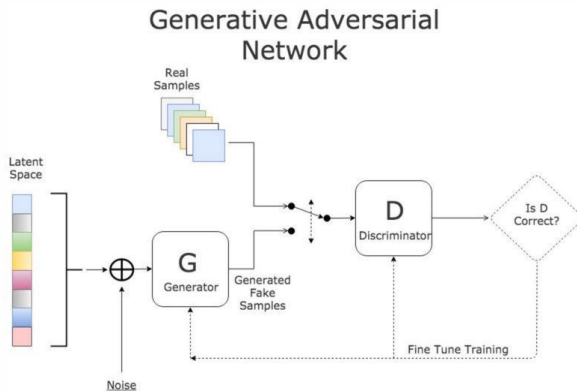 Generative Adversarial
Network
Real
Samples
Latent
Space
D
Discriminator
Is D
Correct?
G
Generator
Generated
Fake
Samples
Fine Tune Training
Noise